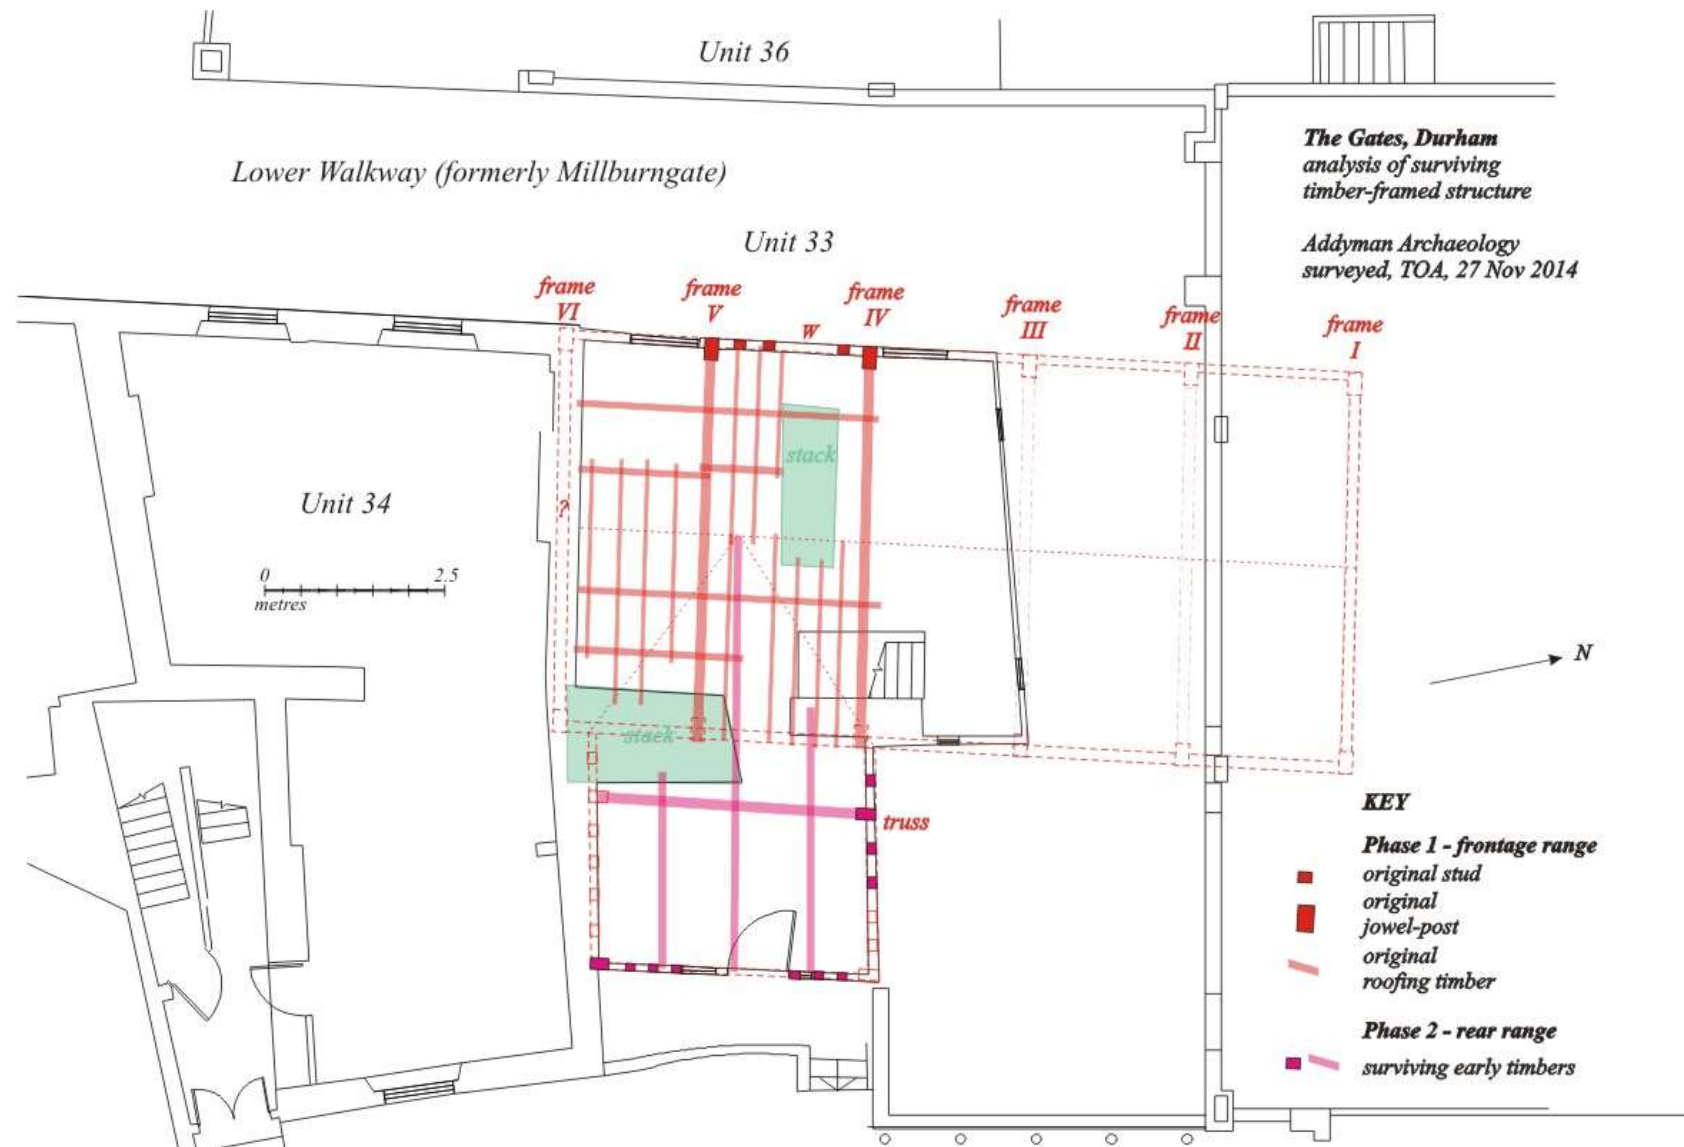 Unit 36
The Gates, Durham
analysis of surviving
timber-framed structure
Addyman Archaeology
surveyed, TOA, 27 Nov 2014
Lower Walkway (formerly Millburngate)
Unit 33
frame
VI
frame
V
w
frame
IV
frame
III
frame
II
frame
I
stack
Unit 34
?
0 2.5
metres
N
stack
truss
KEY
Phase 1 - frontage range
original stud
original
jowel-post
original
roofing timber
Phase 2 - rear range
surviving early timbers